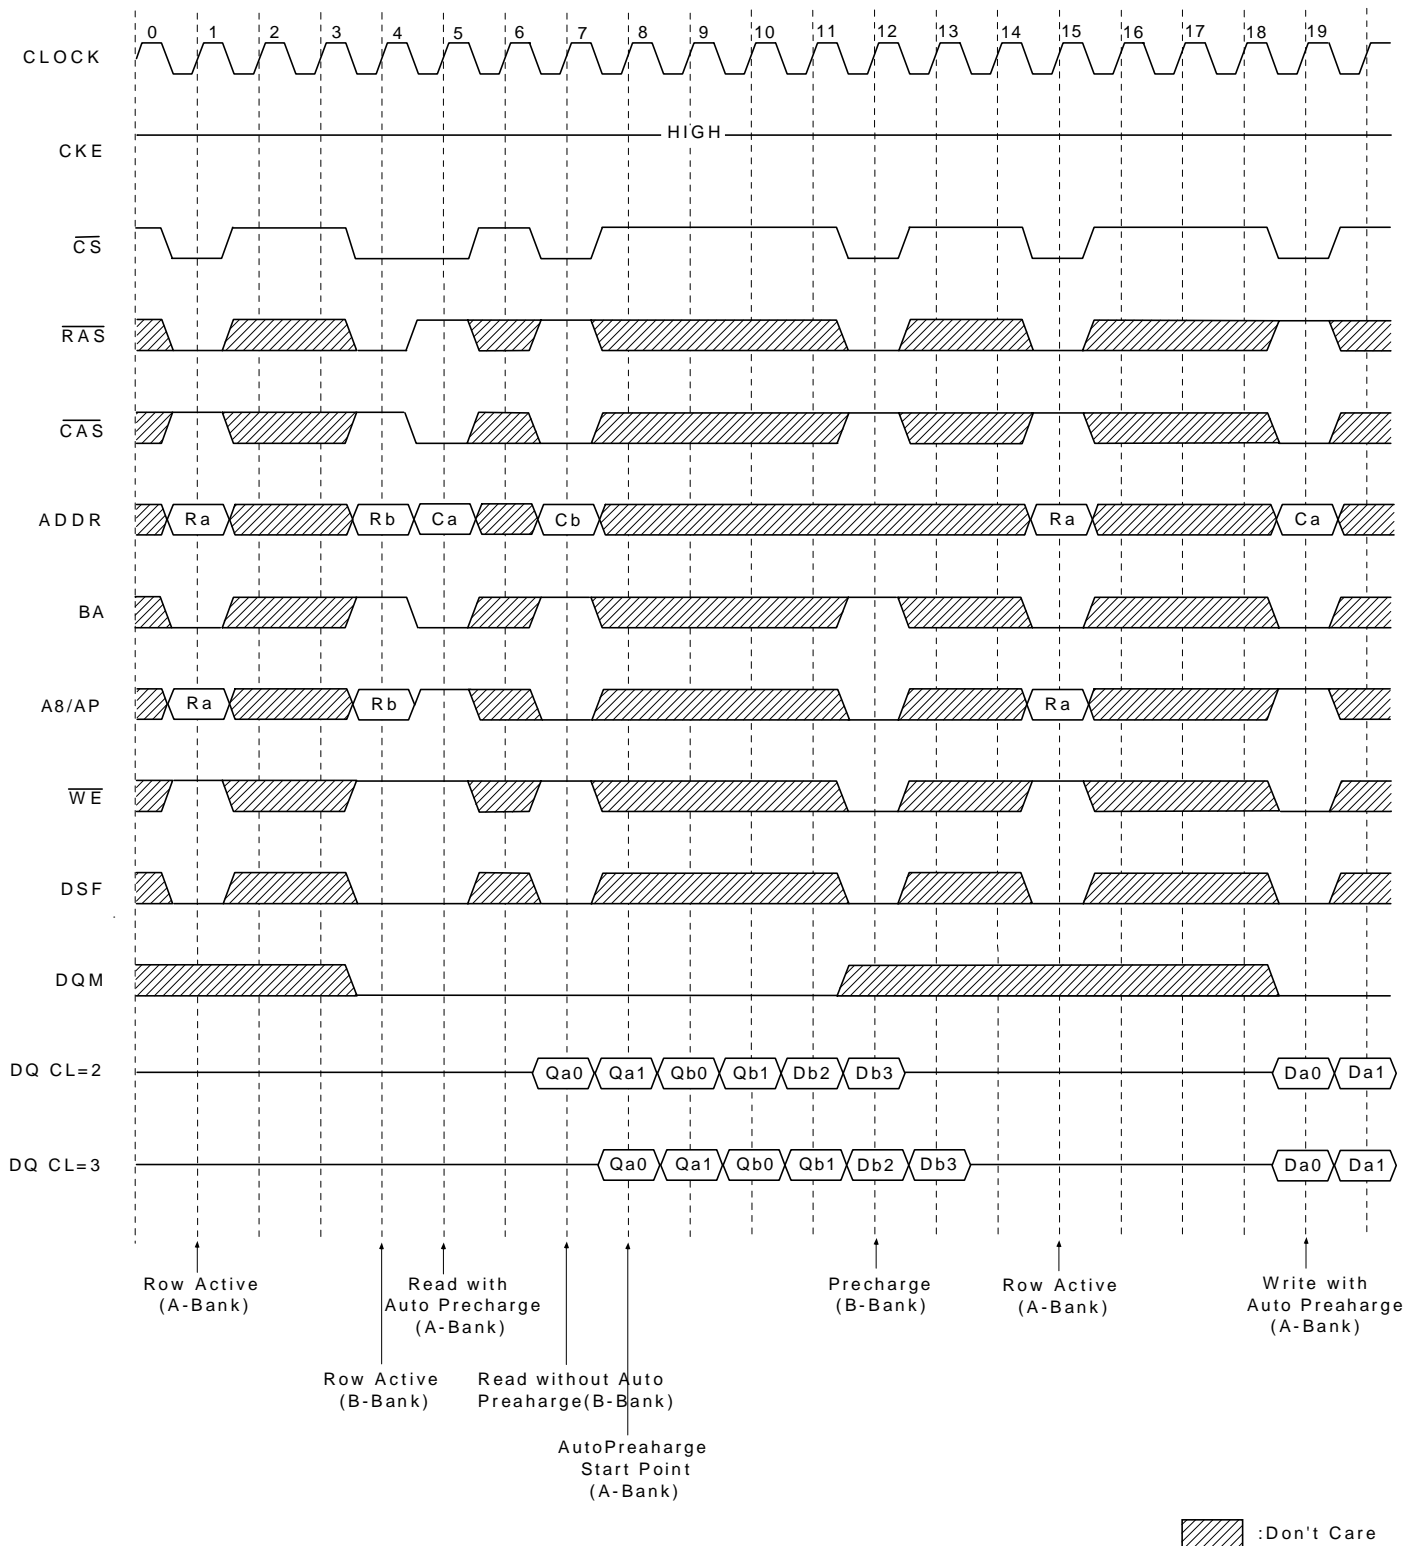 0 1 2 3 4 5 6 7 8 9 10 11 12 13 14 15 16 17 18 19
CLOCK
HIGH
CKE
CS
RAS
CAS
ADDR Ra Rb Ca Cb Ra Ca
BA
A8/AP Ra Rb Ra
WE
DSF
DQM
DQ CL=2 Qa0 Qa1 Qb0 Qb1 Db2 Db3 Da0 Da1
DQ CL=3 Qa0 Qa1 Qb0 Qb1 Db2 Db3 Da0 Da1
Row Active
(A-Bank)
Read with
Auto Precharge
(A-Bank)
Precharge
(B-Bank)
Row Active
(A-Bank)
Write with
Auto Preaharge
(A-Bank)
Row Active
(B-Bank)
Read without Auto
Preaharge(B-Bank)
AutoPreaharge
Start Point
(A-Bank)
:Don't Care